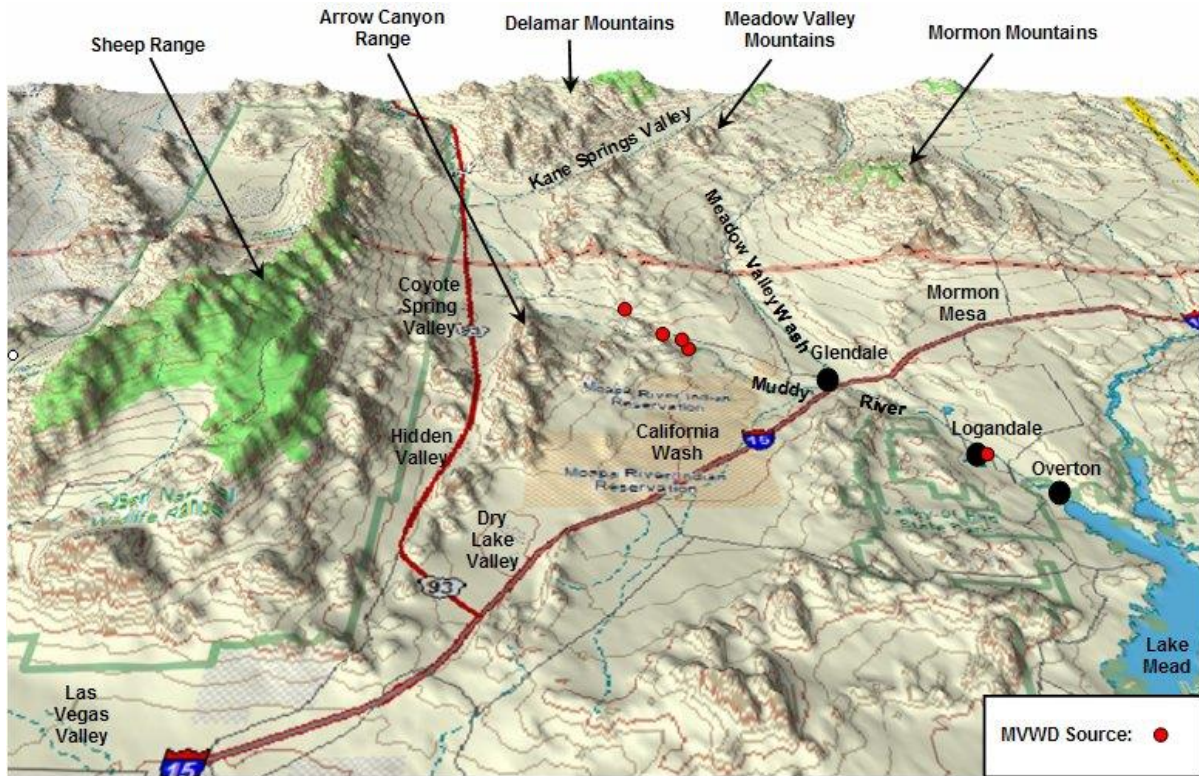 Sheep Range
Arrow Canyon
Range
Delamar Mountains
Meadow Valley
Mountains
Mormon Mountains
Kane Springs Valley
Meadow Valley Wash
Coyote
Spring
Valley
93
Mormon
Mesa
Glendale
Muddy
River
Moapa River Indian
Reservation
Hidden
Valley
California
Wash
15
Logandale
Moapa River Indian
Reservation
Overton
Dry
Lake
Valley
93
Lake
Mead
Las
Vegas
Valley
15
MVWD Source: